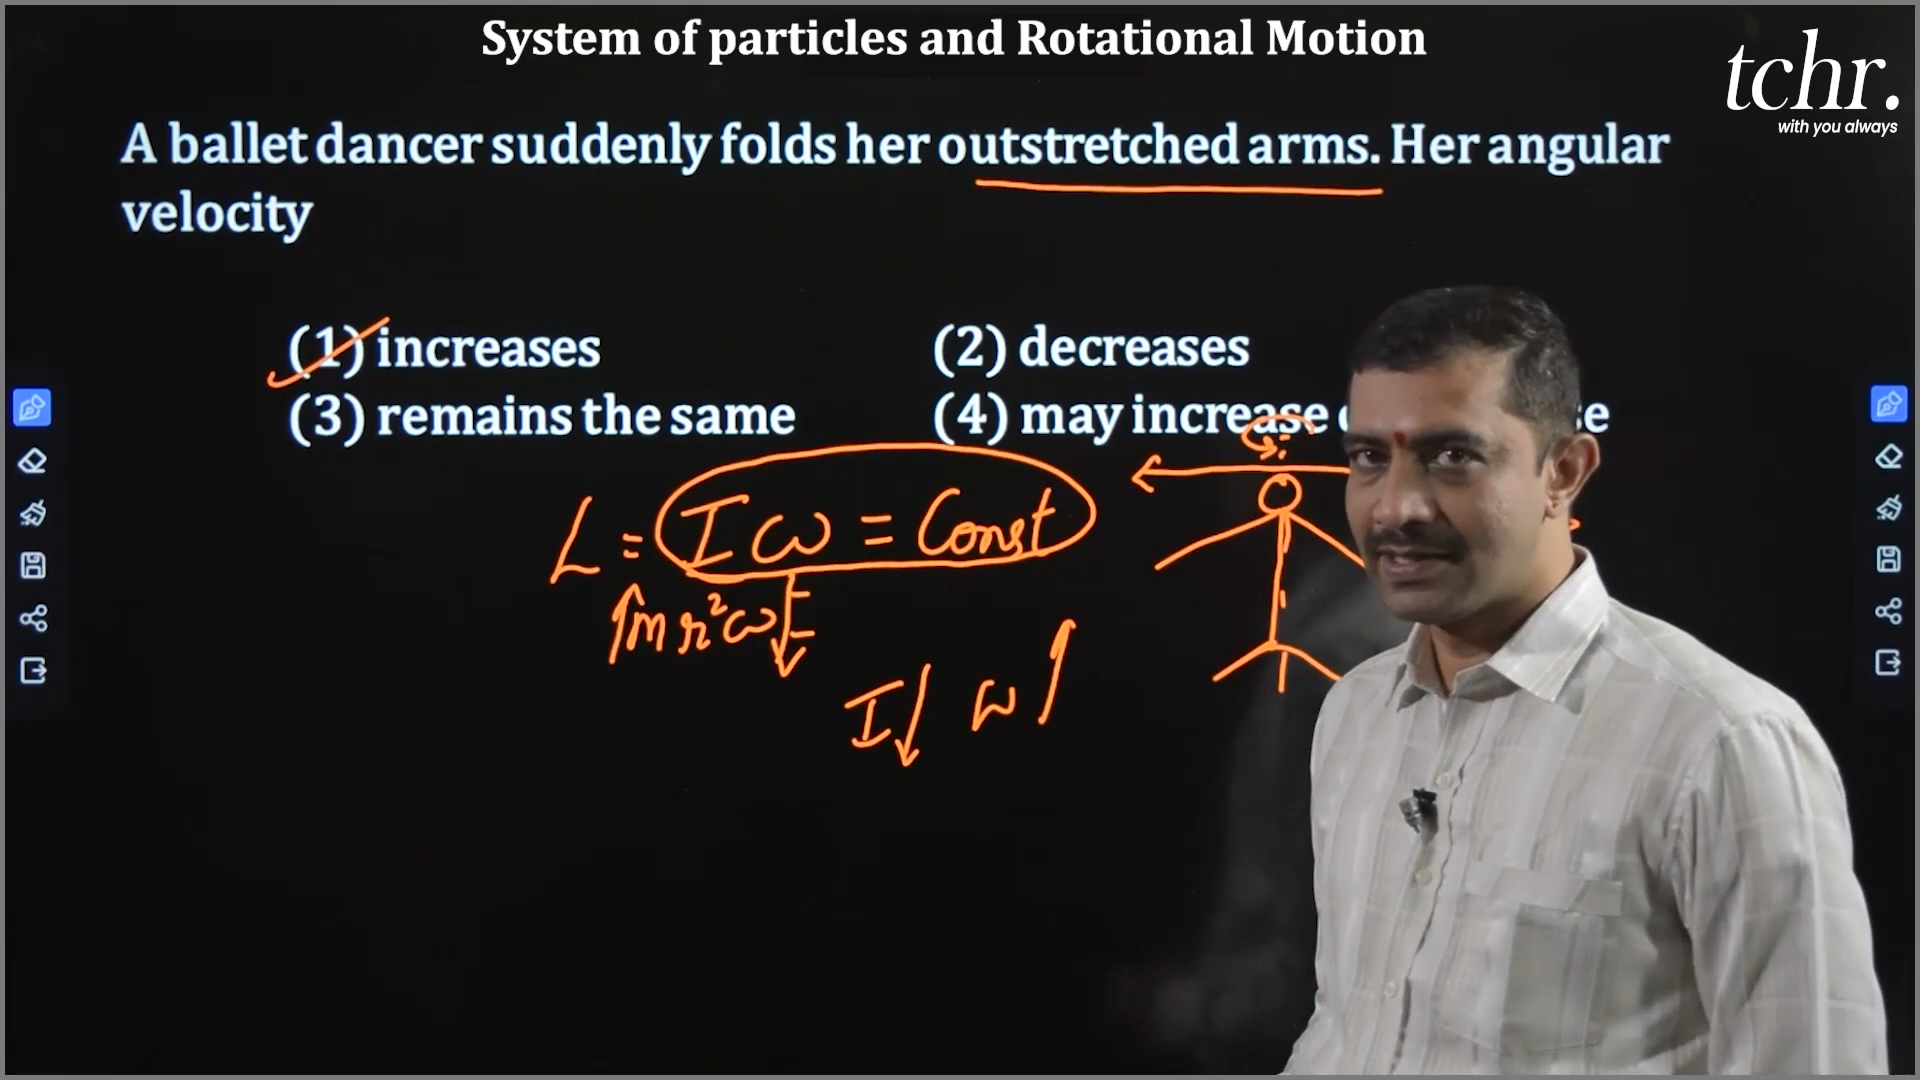 System of particles and Rotational Motion
tchr.
with you always
A ballet dancer suddenly folds her outstretched arms. Her angular
velocity
(1) increases
(2) decreases
(3) remains the same
(4) may increase
L = Iω = Const
mr²ω
I↓ ω↑